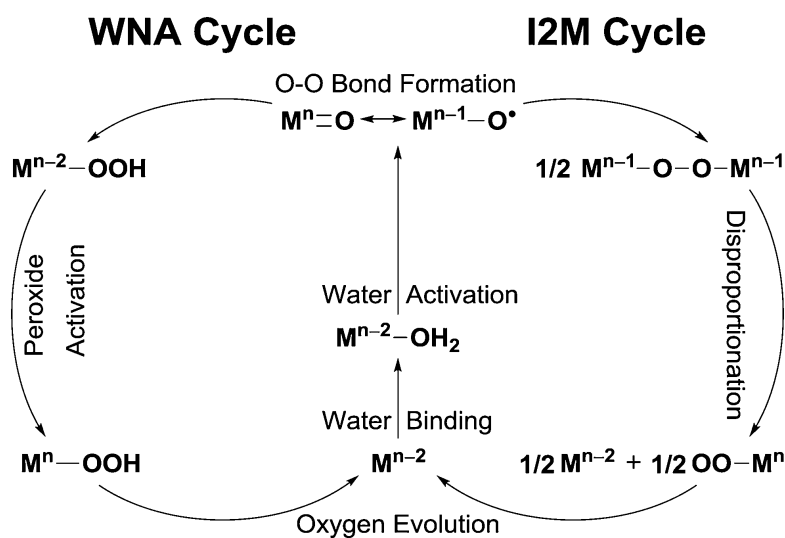 WNA Cycle
I2M Cycle
O-O Bond Formation
Mⁿ=O ↔ Mⁿ⁻¹–O•
Mⁿ⁻²–OOH
1/2 Mⁿ⁻¹–O–O–Mⁿ⁻¹
Peroxide
Activation
Disproportionation
Water Activation
Mⁿ⁻²–OH₂
Water Binding
Mⁿ–OOH
Mⁿ⁻²
1/2 Mⁿ⁻² + 1/2 OO–Mⁿ
Oxygen Evolution